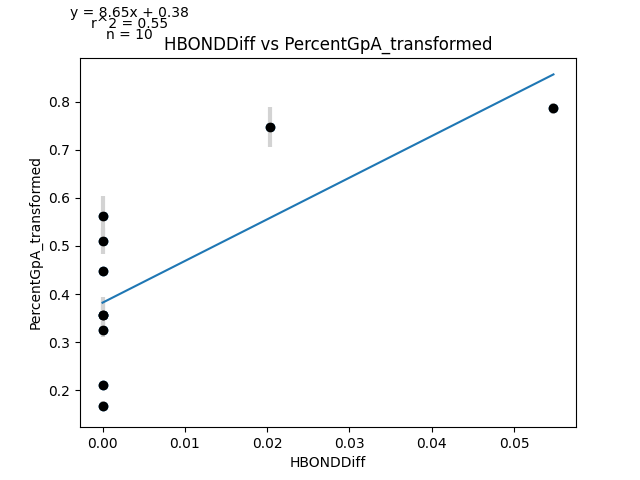 y = 8.65x + 0.38
r^2 = 0.55
n = 10
HBONDDiff vs PercentGpA_transformed
PercentGpA_transformed
0.8
0.7
0.6
0.5
0.4
0.3
0.2
0.00
0.01
0.02
0.03
0.04
0.05
HBONDDiff